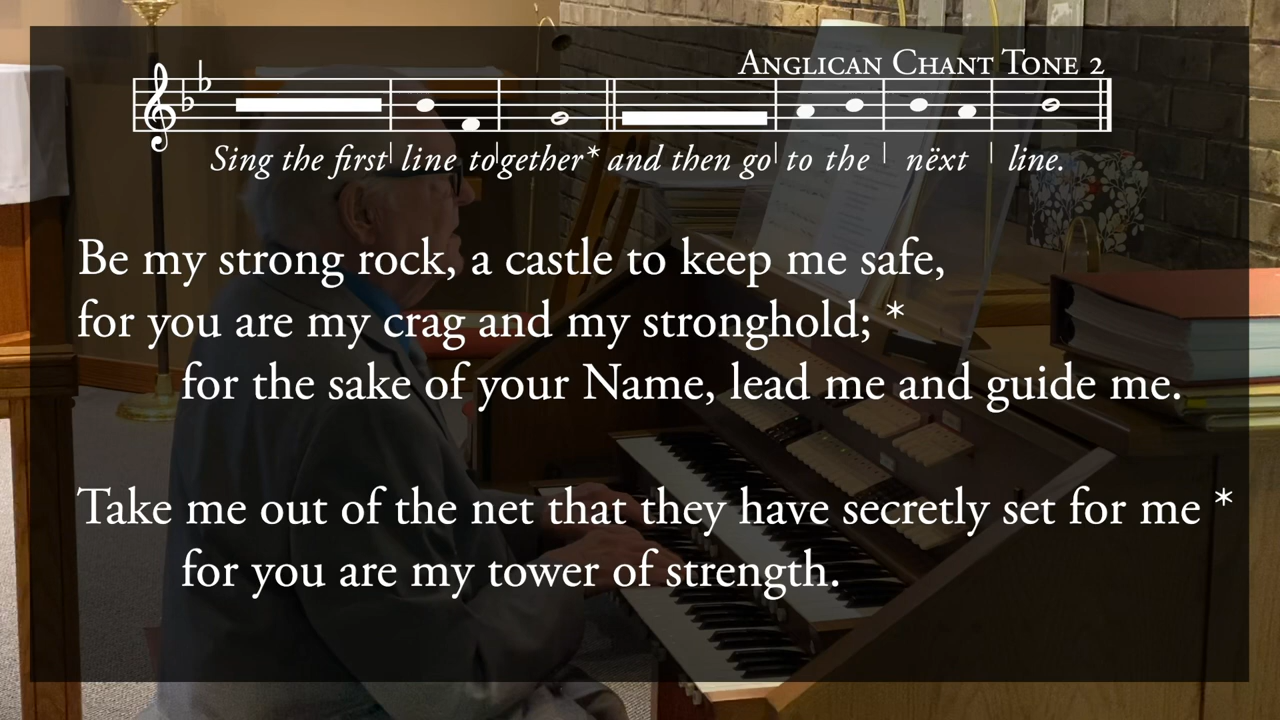 Anglican Chant Tone 2
Sing the first| line to|gether* and then go| to the | nëxt | line.
Be my strong rock, a castle to keep me safe,
for you are my crag and my stronghold; *
for the sake of your Name, lead me and guide me.
Take me out of the net that they have secretly set for me *
for you are my tower of strength.